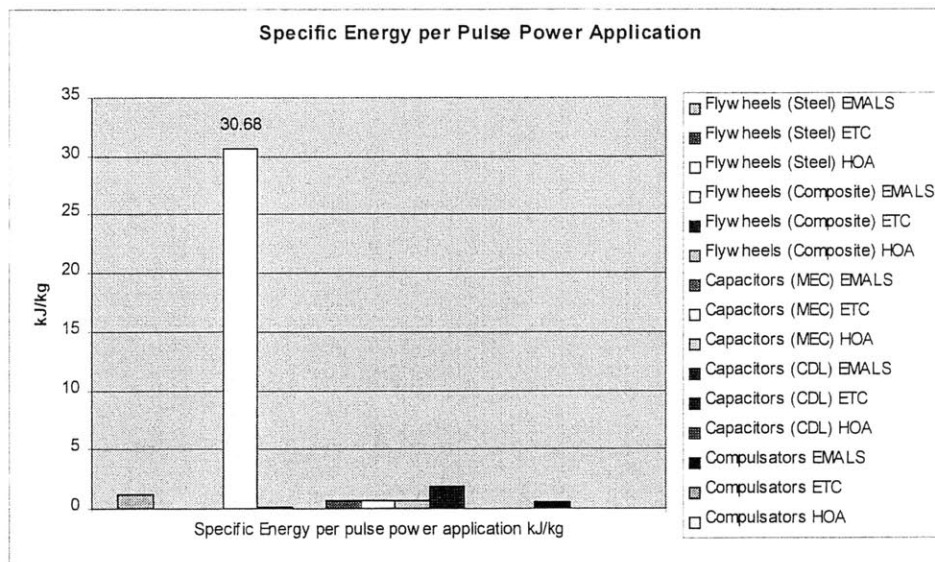 Specific Energy per Pulse Power Application
35
30
25
20
15
10
5
0
kJ/kg
30.68
Specific Energy per pulse power application kJ/kg
Flywheels (Steel) EMALS
Flywheels (Steel) ETC
Flywheels (Steel) HOA
Flywheels (Composite) EMALS
Flywheels (Composite) ETC
Flywheels (Composite) HOA
Capacitors (MEC) EMALS
Capacitors (MEC) ETC
Capacitors (MEC) HOA
Capacitors (CDL) EMALS
Capacitors (CDL) ETC
Capacitors (CDL) HOA
Compulsators EMALS
Compulsators ETC
Compulsators HOA